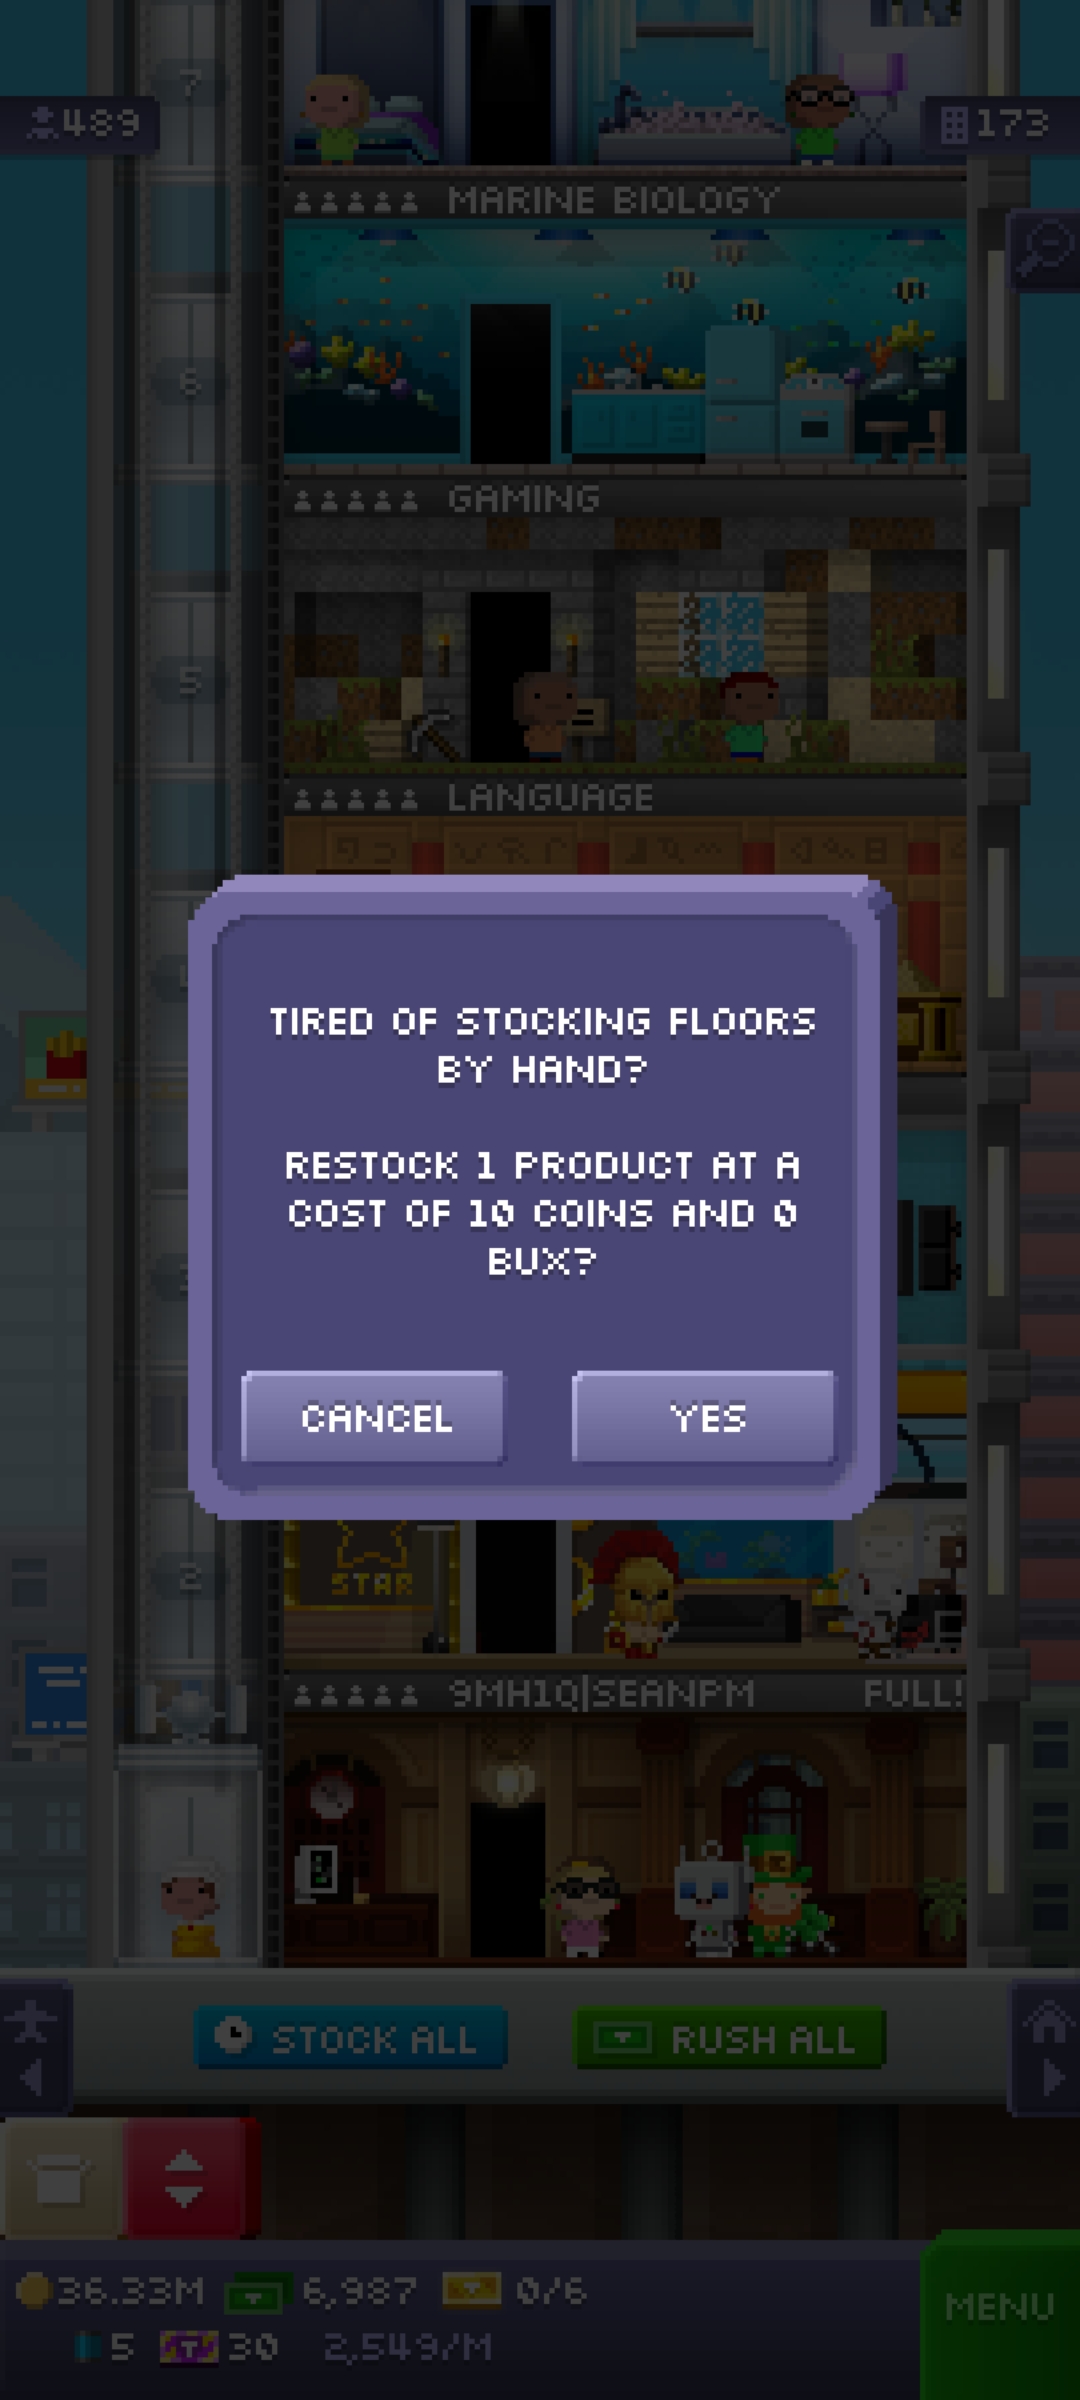 7
489
173
MARINE BIOLOGY
6
GAMING
5
LANGUAGE
TIRED OF STOCKING FLOORS
BY HAND?
RESTOCK 1 PRODUCT AT A
COST OF 10 COINS AND 0
BUX?
CANCEL
YES
2
STAR
9MH1Q|SEANPM
FULL!
STOCK ALL
RUSH ALL
36.33M
6,987
0/6
MENU
5
T
30
2,549/M